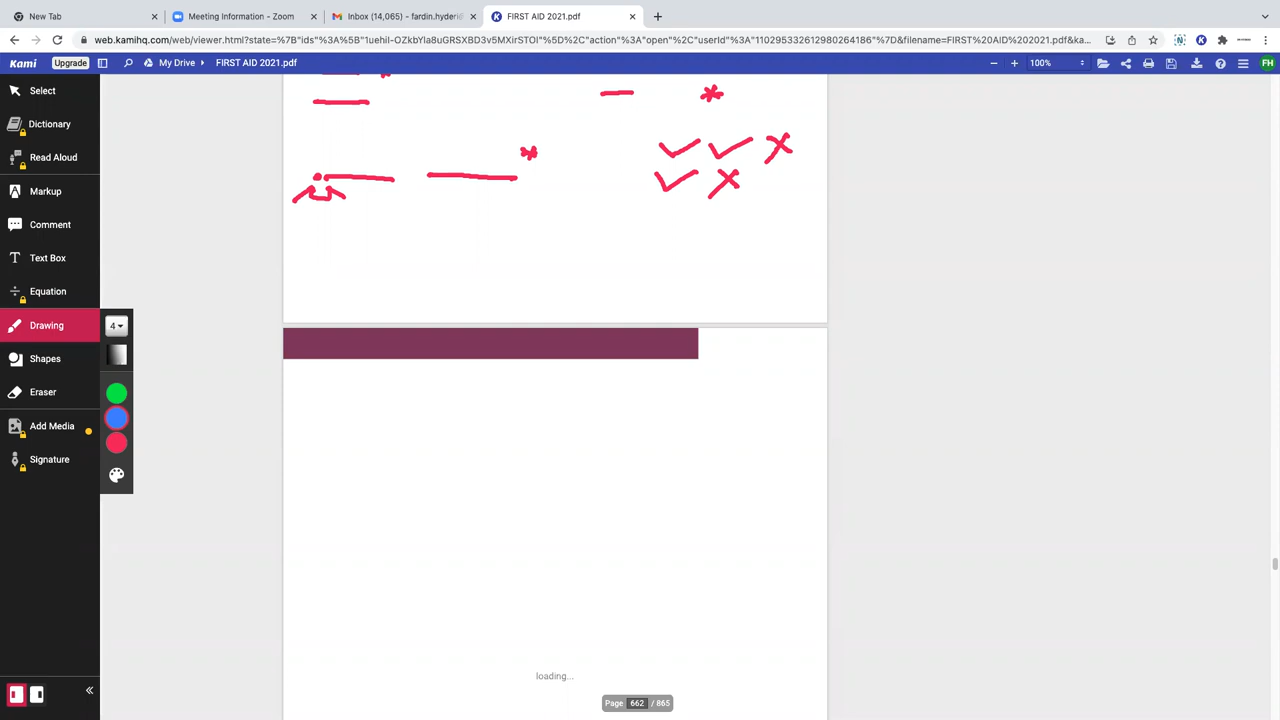 New Tab
Meeting Information - Zoom
Inbox (14,065) - fardin.hyderi@
FIRST AID 2021.pdf
web.kamihq.com/web/viewer.html?state=%7B"ids"%3A%5B"1uehiI-OZkbYla8uGRSXBD3v5MXirSTOI"%5D%2C"action"%3A"open"%2C"userId"%3A"110295332612980264186"%7D&filename=FIRST%20AID%202021.pdf&ka...
Kami
Upgrade
My Drive
FIRST AID 2021.pdf
100%
FH
Select
Dictionary
Read Aloud
Markup
Comment
Text Box
Equation
Drawing
4
Shapes
Eraser
Add Media
Signature
loading...
Page 662 / 865